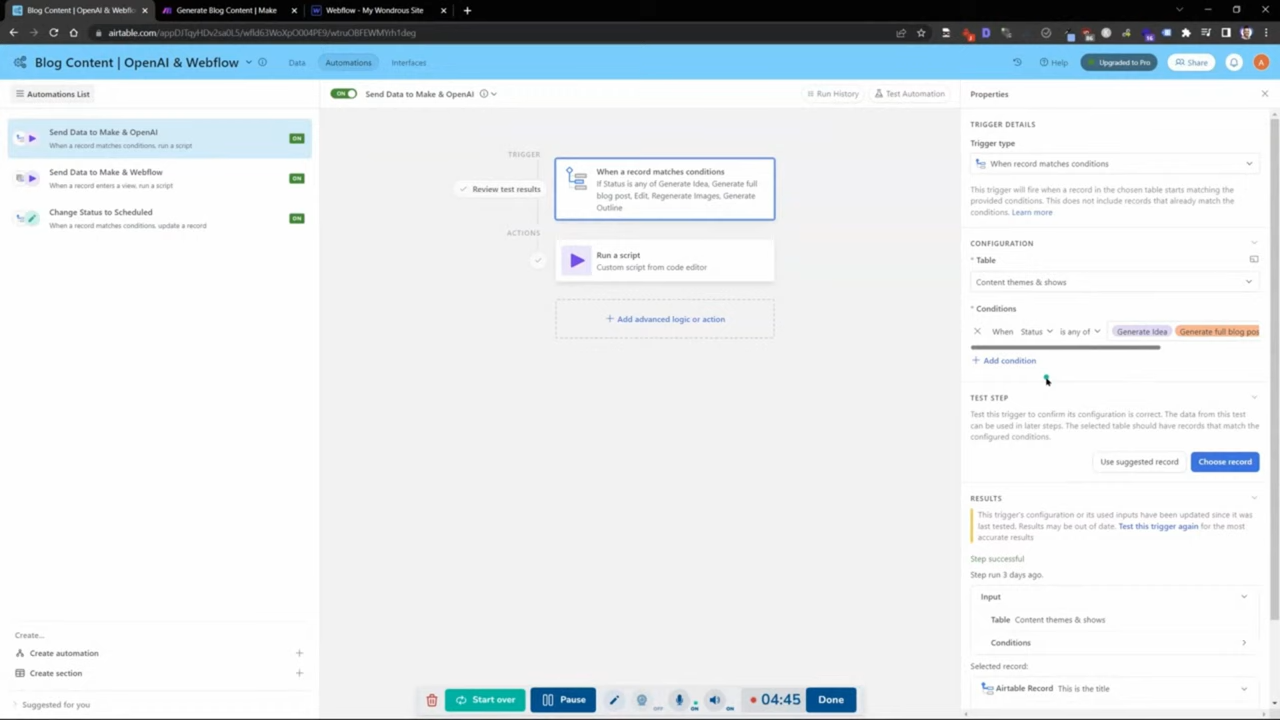 Blog Content | OpenAI & Webflo
Generate Blog Content | Make
Webflow - My Wondrous Site
Blog Content | OpenAI & Webflow
Data
Automations
Interfaces
Help
Upgraded to Pro
Share
A
Automations List
ON
Send Data to Make & OpenAI
Run History
Test Automation
Properties
Send Data to Make & OpenAI
When a record matches conditions, run a script
ON
Send Data to Make & Webflow
When a record enters a view, run a script
ON
Change Status to Scheduled
When a record matches conditions, update a record
ON
Create...
Create automation
Create section
Suggested for you
TRIGGER
Review test results
When a record matches conditions
If Status is any of Generate Idea, Generate full
blog post, Edit, Regenerate Images, Generate
Outline
ACTIONS
Run a script
Custom script from code editor
Add advanced logic or action
TRIGGER DETAILS
Trigger type
When record matches conditions
This trigger will fire when a record in the chosen table starts matching the
provided conditions. This does not include records that already match the
conditions. Learn more
CONFIGURATION
* Table
Content themes & shows
* Conditions
When Status is any of Generate Idea Generate full blog pos
Add condition
TEST STEP
Test this trigger to confirm its configuration is correct. The data from this test
can be used in later steps. The selected table should have records that match the
configured conditions.
Use suggested record
Choose record
RESULTS
This trigger's configuration or its used inputs have been updated since it was
last tested. Results may be out of date. Test this trigger again for the most
accurate results
Step successful
Step run 3 days ago.
Input
Table Content themes & shows
Conditions
Selected record:
Airtable Record This is the title
Start over
Pause
OFF
ON
ON
04:45
Done